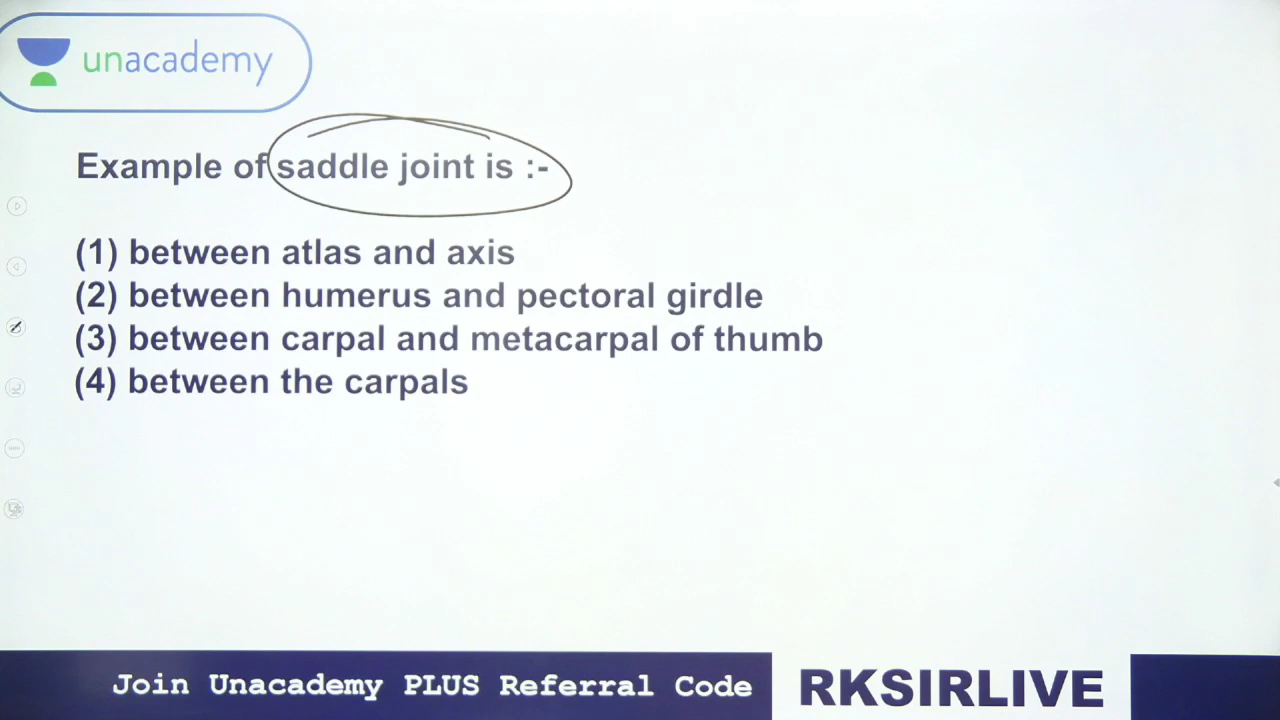 unacademy
Example of saddle joint is :-
(1) between atlas and axis
(2) between humerus and pectoral girdle
(3) between carpal and metacarpal of thumb
(4) between the carpals
Join Unacademy PLUS Referral Code
RKSIRLIVE